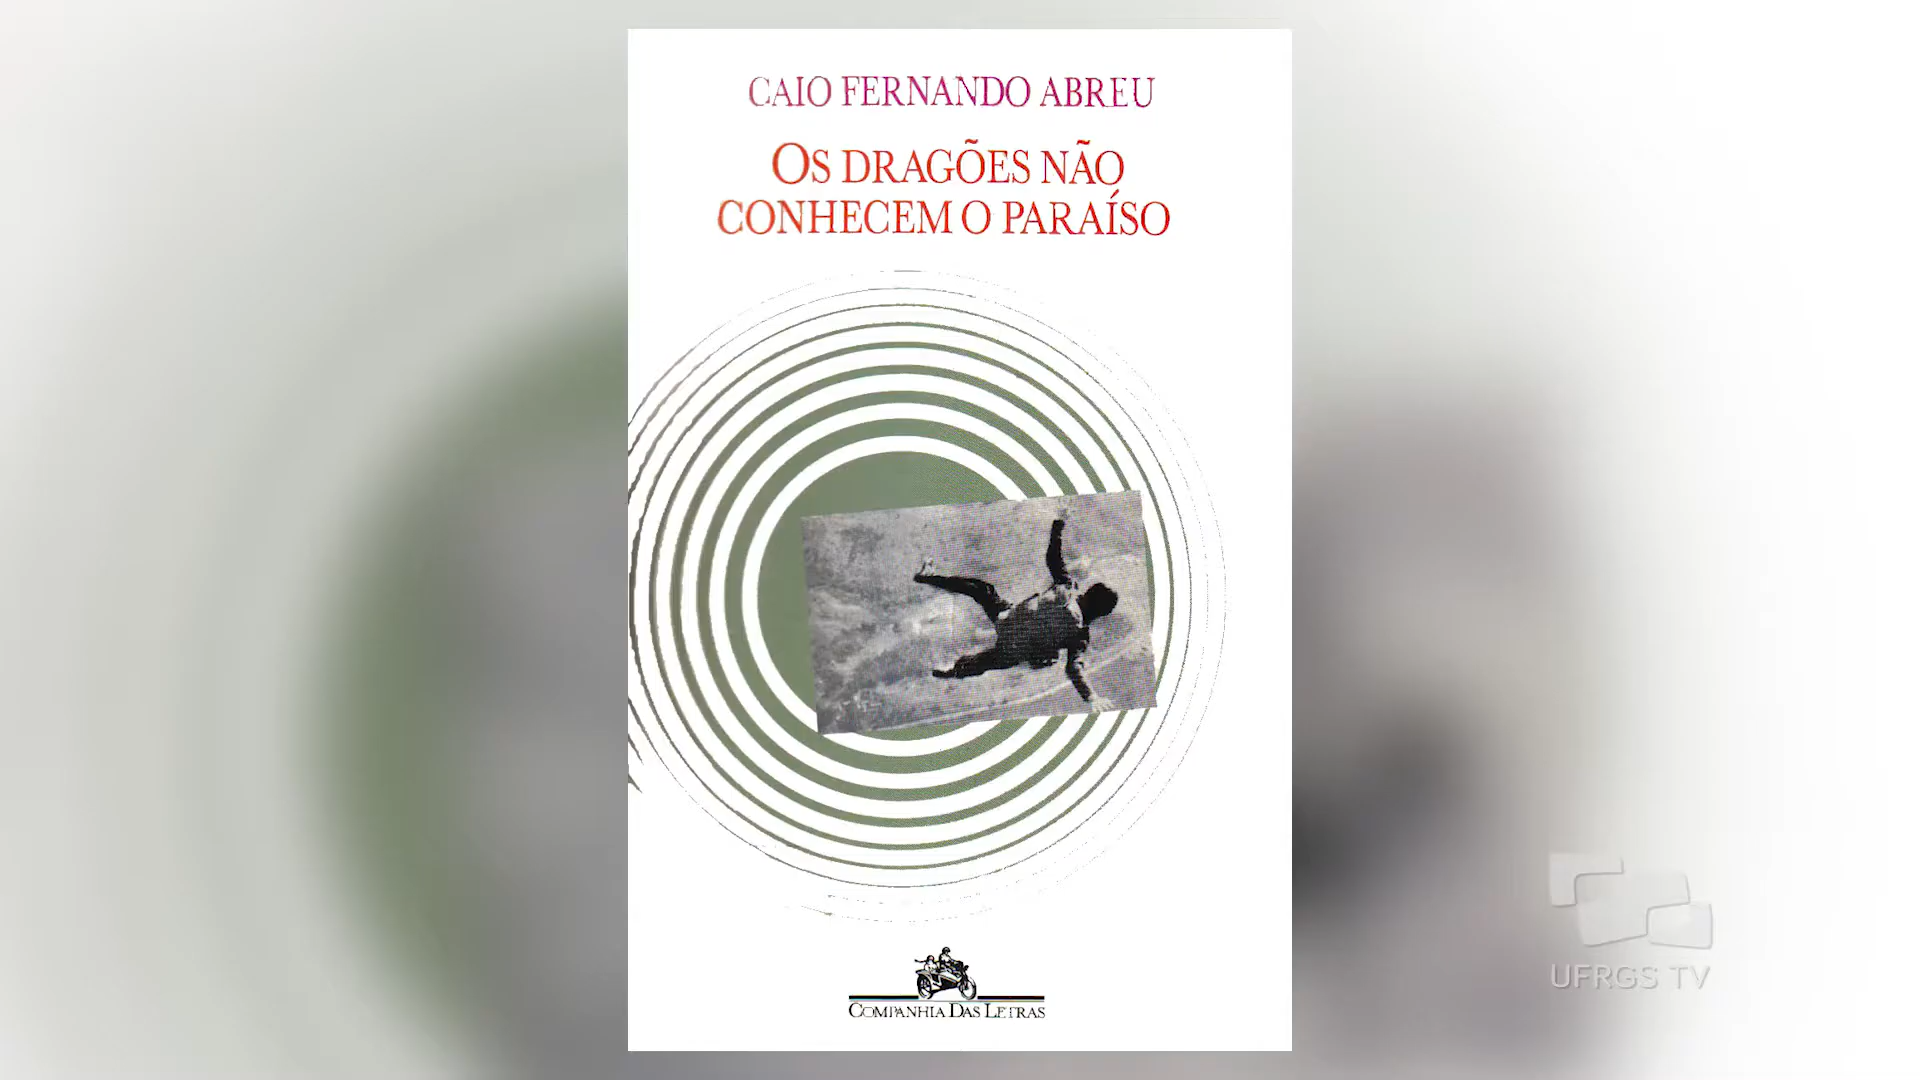 CAIO FERNANDO ABREU
OS DRAGÕES NÃO
CONHECEM O PARAÍSO
COMPANHIA DAS LETRAS
UFRGS TV